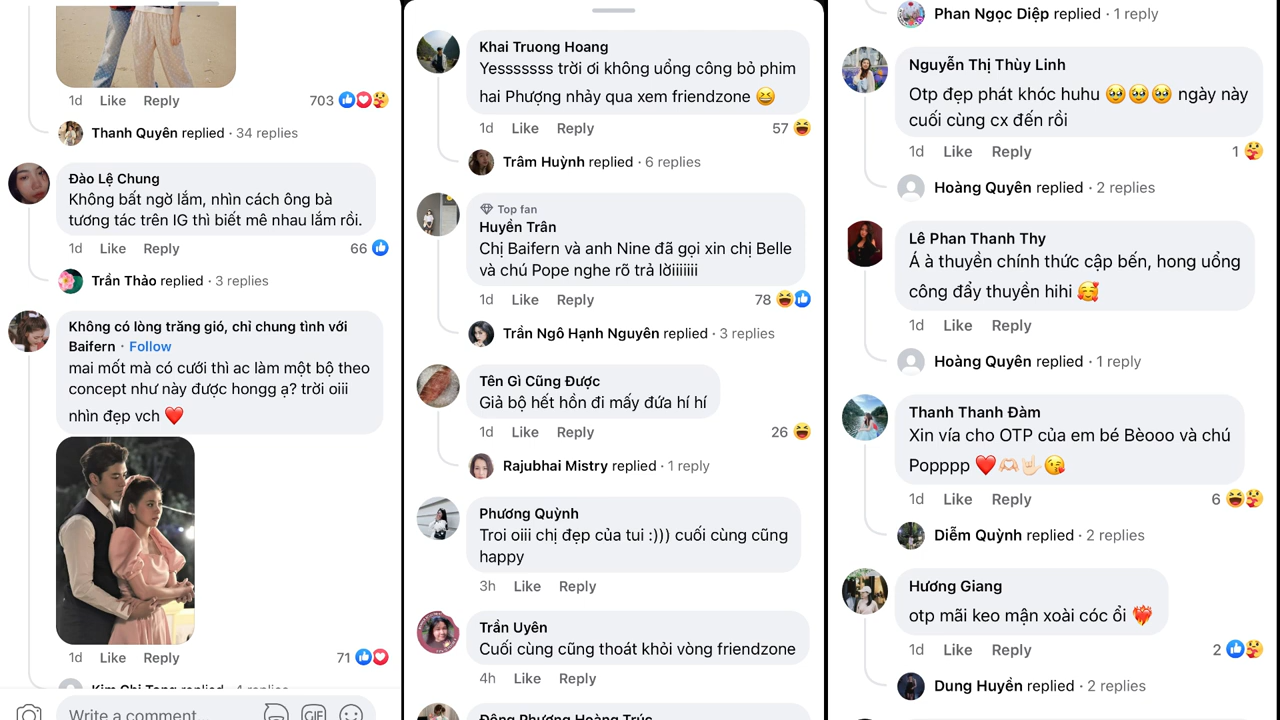 1d Like Reply 703
Thanh Quyên replied · 34 replies
Đào Lệ Chung
Không bất ngờ lắm, nhìn cách ông bà
tương tác trên IG thì biết mê nhau lắm rồi.
1d Like Reply 66
Trần Thảo replied · 3 replies
Không có lòng trăng gió, chỉ chung tình với
Baifern · Follow
mai mốt mà có cưới thì ac làm một bộ theo
concept như này được hongg ạ? trời oiii
nhìn đẹp vch ❤️
1d Like Reply 71
Kim Chi Tong replied · 4 replies
Write a comment...
GIF
Khai Truong Hoang
Yesssssss trời ơi không uổng công bỏ phim
hai Phượng nhảy qua xem friendzone 😆
1d Like Reply 57
Trâm Huỳnh replied · 6 replies
Top fan
Huyền Trân
Chị Baifern và anh Nine đã gọi xin chị Belle
và chú Pope nghe rõ trả lờiiiiiii
1d Like Reply 78
Trần Ngô Hạnh Nguyên replied · 3 replies
Tên Gì Cũng Được
Giả bộ hết hồn đi mấy đứa hí hí
1d Like Reply 26
Rajubhai Mistry replied · 1 reply
Phương Quỳnh
Troi oiii chị đẹp của tui :))) cuối cùng cũng
happy
3h Like Reply
Trần Uyên
Cuối cùng cũng thoát khỏi vòng friendzone
4h Like Reply
Đông Phương Hoàng Trúc
Phan Ngọc Diệp replied · 1 reply
Nguyễn Thị Thùy Linh
Otp đẹp phát khóc huhu 🥹🥹🥹 ngày này
cuối cùng cx đến rồi
1d Like Reply 1
Hoàng Quyên replied · 2 replies
Lê Phan Thanh Thy
Á à thuyền chính thức cập bến, hong uổng
công đẩy thuyền hihi 🥰
1d Like Reply
Hoàng Quyên replied · 1 reply
Thanh Thanh Đàm
Xin vía cho OTP của em bé Bèooo và chú
Popppp ❤️🫶🏻🤟🏻😘
1d Like Reply 6
Diễm Quỳnh replied · 2 replies
Hương Giang
otp mãi keo mận xoài cóc ổi ❤️‍🔥
1d Like Reply 2
Dung Huyền replied · 2 replies